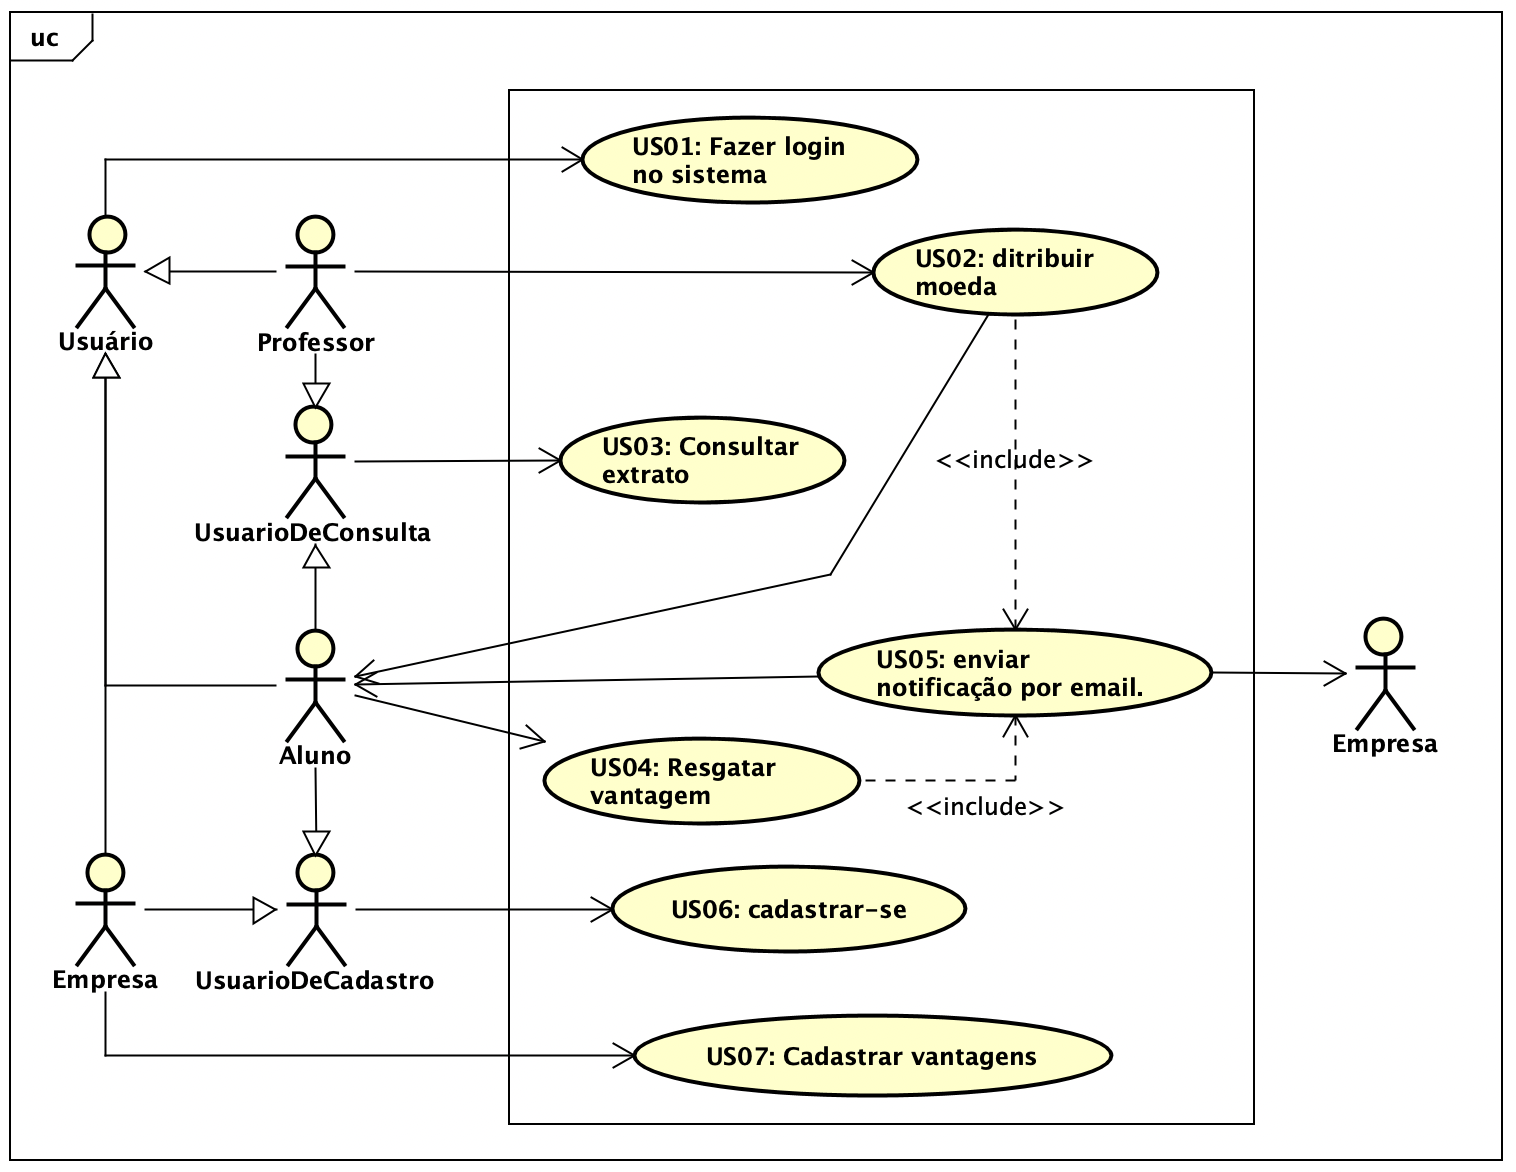 uc
US01: Fazer login
no sistema
US02: ditribuir
moeda
Usuário
Professor
US03: Consultar
extrato
<<include>>
UsuarioDeConsulta
US05: enviar
notificação por email.
Empresa
Aluno
US04: Resgatar
vantagem
<<include>>
US06: cadastrar-se
Empresa
UsuarioDeCadastro
US07: Cadastrar vantagens